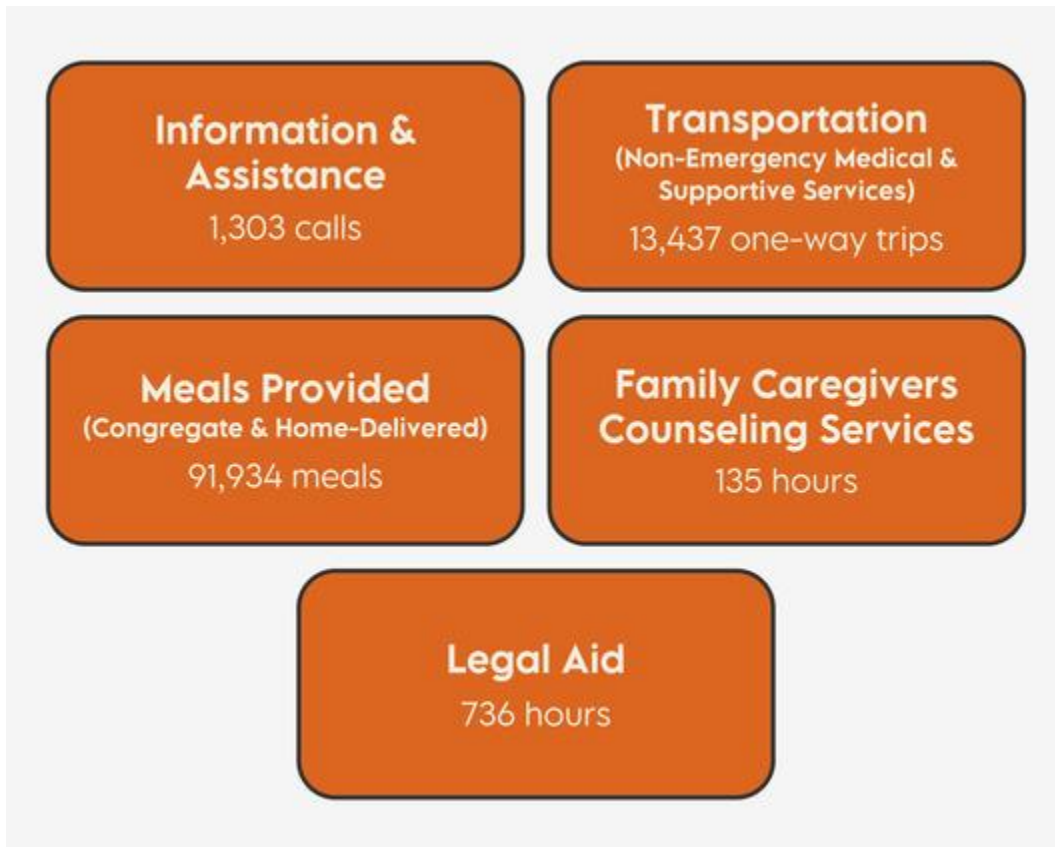 Information &
Assistance
1,303 calls
Transportation
(Non-Emergency Medical &
Supportive Services)
13,437 one-way trips
Meals Provided
(Congregate & Home-Delivered)
91,934 meals
Family Caregivers
Counseling Services
135 hours
Legal Aid
736 hours